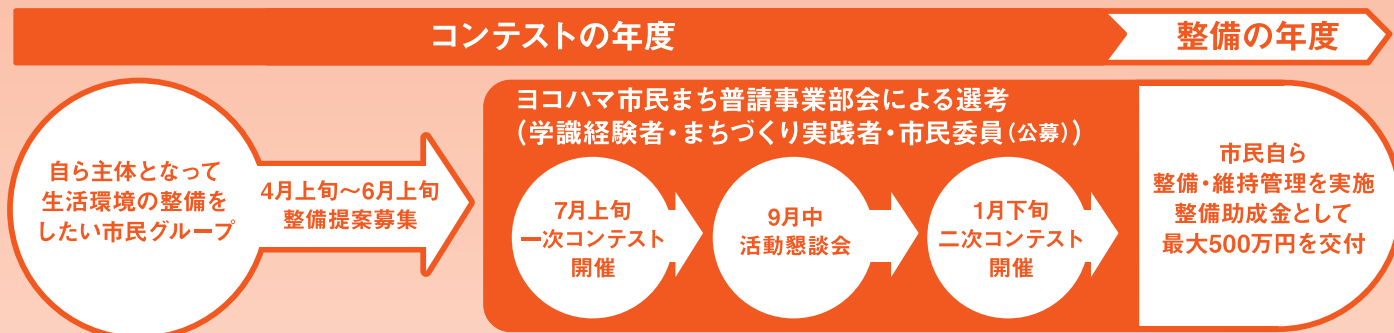 コンテストの年度
整備の年度
自ら主体となって
生活環境の整備を
したい市民グループ
4月上旬～6月上旬
整備提案募集
ヨコハマ市民まち普請事業部会による選考
（学識経験者・まちづくり実践者・市民委員（公募））
7月上旬
一次コンテスト
開催
9月中
活動懇談会
1月下旬
二次コンテスト
開催
市民自ら
整備・維持管理を実施
整備助成金として
最大500万円を交付